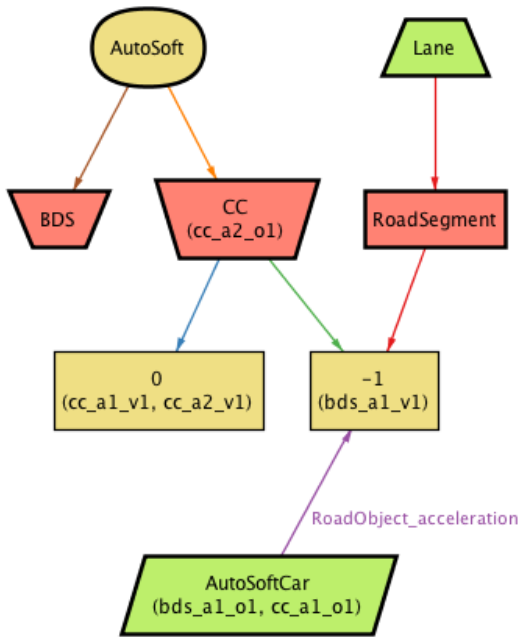 AutoSoft
Lane
BDS
CC
(cc_a2_o1)
RoadSegment
0
(cc_a1_v1, cc_a2_v1)
-1
(bds_a1_v1)
RoadObject_acceleration
AutoSoftCar
(bds_a1_o1, cc_a1_o1)